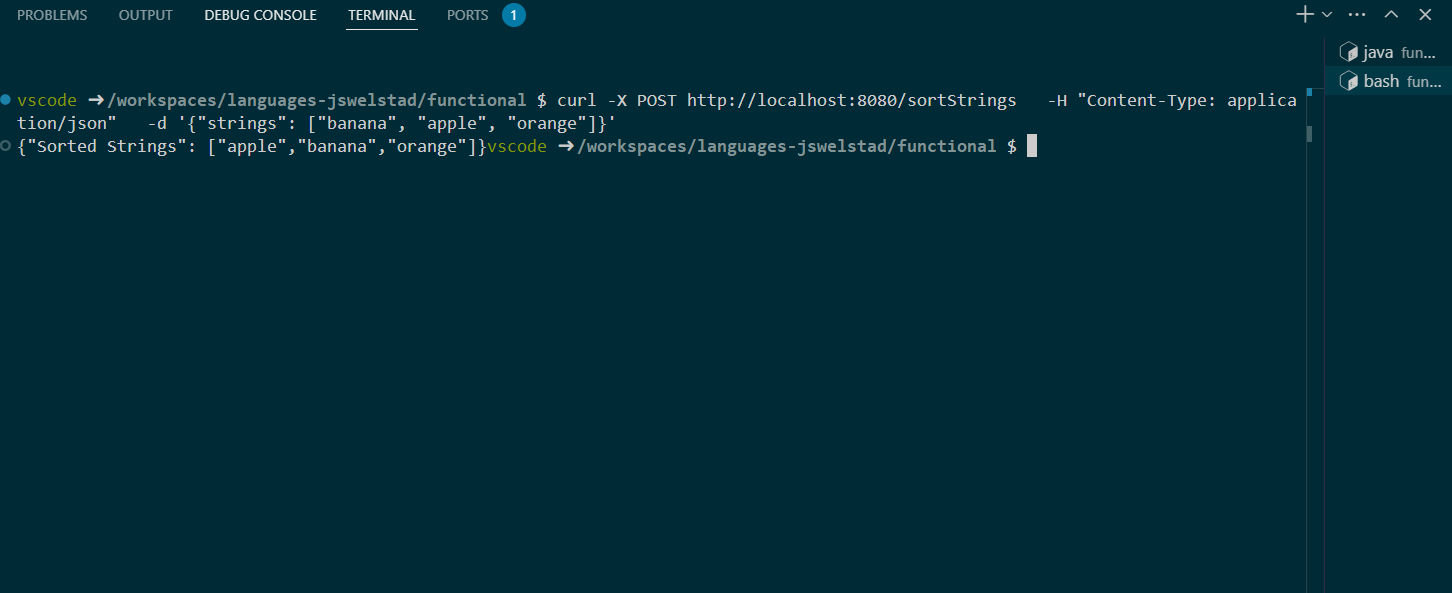 PROBLEMS OUTPUT DEBUG CONSOLE TERMINAL PORTS 1
java fun...
bash fun...
vscode ➜ /workspaces/languages-jswelstad/functional $ curl -X POST http://localhost:8080/sortStrings   -H "Content-Type: applica
tion/json"   -d '{"strings": ["banana", "apple", "orange"]}'
{"Sorted Strings": ["apple","banana","orange"]}vscode ➜ /workspaces/languages-jswelstad/functional $